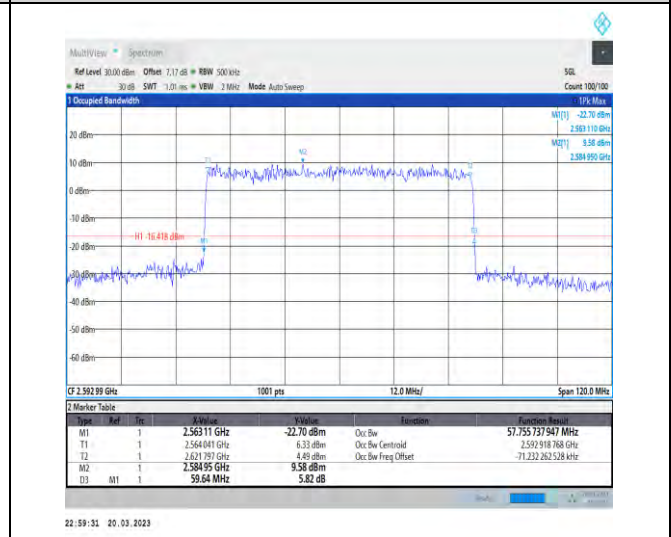 MultiView Spectrum
Ref Level 30.00 dBm Offset 7.17 dB RBW 500 kHz SGL
Att 30 dB SWT 1.01 ms VBW 2 MHz Mode Auto Sweep Count 100/100
1 Occupied Bandwidth 1Pk Max
M1[1] -22.70 dBm
2.563 110 GHz
M2[1] 9.58 dBm
2.584 950 GHz
20 dBm
M2
10 dBm
0 dBm
-10 dBm
H1 -16.418 dBm
M1
D3
-20 dBm
-30 dBm
-40 dBm
-50 dBm
-60 dBm
CF 2.592 99 GHz 1001 pts 12.0 MHz/ Span 120.0 MHz
2 Marker Table
Type Ref Trc X-Value Y-Value Function Function Result
M1 1 2.563 11 GHz -22.70 dBm Occ Bw 57.755 737 947 MHz
T1 1 2.564 041 GHz 6.33 dBm Occ Bw Centroid 2.592 918 768 GHz
T2 1 2.621 797 GHz 4.49 dBm Occ Bw Freq Offset -71.232 262 528 kHz
M2 1 2.584 95 GHz 9.58 dBm
D3 M1 1 59.64 MHz 5.82 dB
22:59:31 20.03.2023